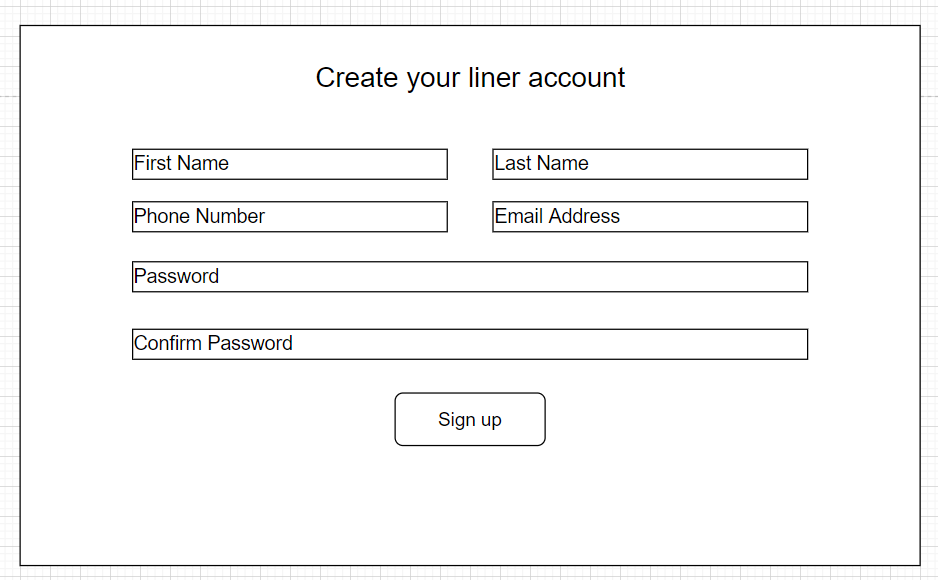 Create your liner account
First Name
Last Name
Phone Number
Email Address
Password
Confirm Password
Sign up